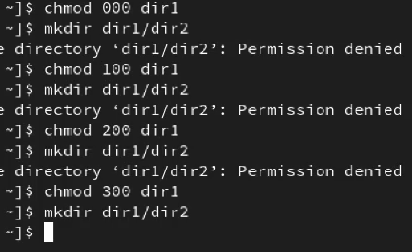 ~]$ chmod 000 dir1
~]$ mkdir dir1/dir2
e directory ‘dir1/dir2’: Permission denied
~]$ chmod 100 dir1
~]$ mkdir dir1/dir2
e directory ‘dir1/dir2’: Permission denied
~]$ chmod 200 dir1
~]$ mkdir dir1/dir2
e directory ‘dir1/dir2’: Permission denied
~]$ chmod 300 dir1
~]$ mkdir dir1/dir2
~]$